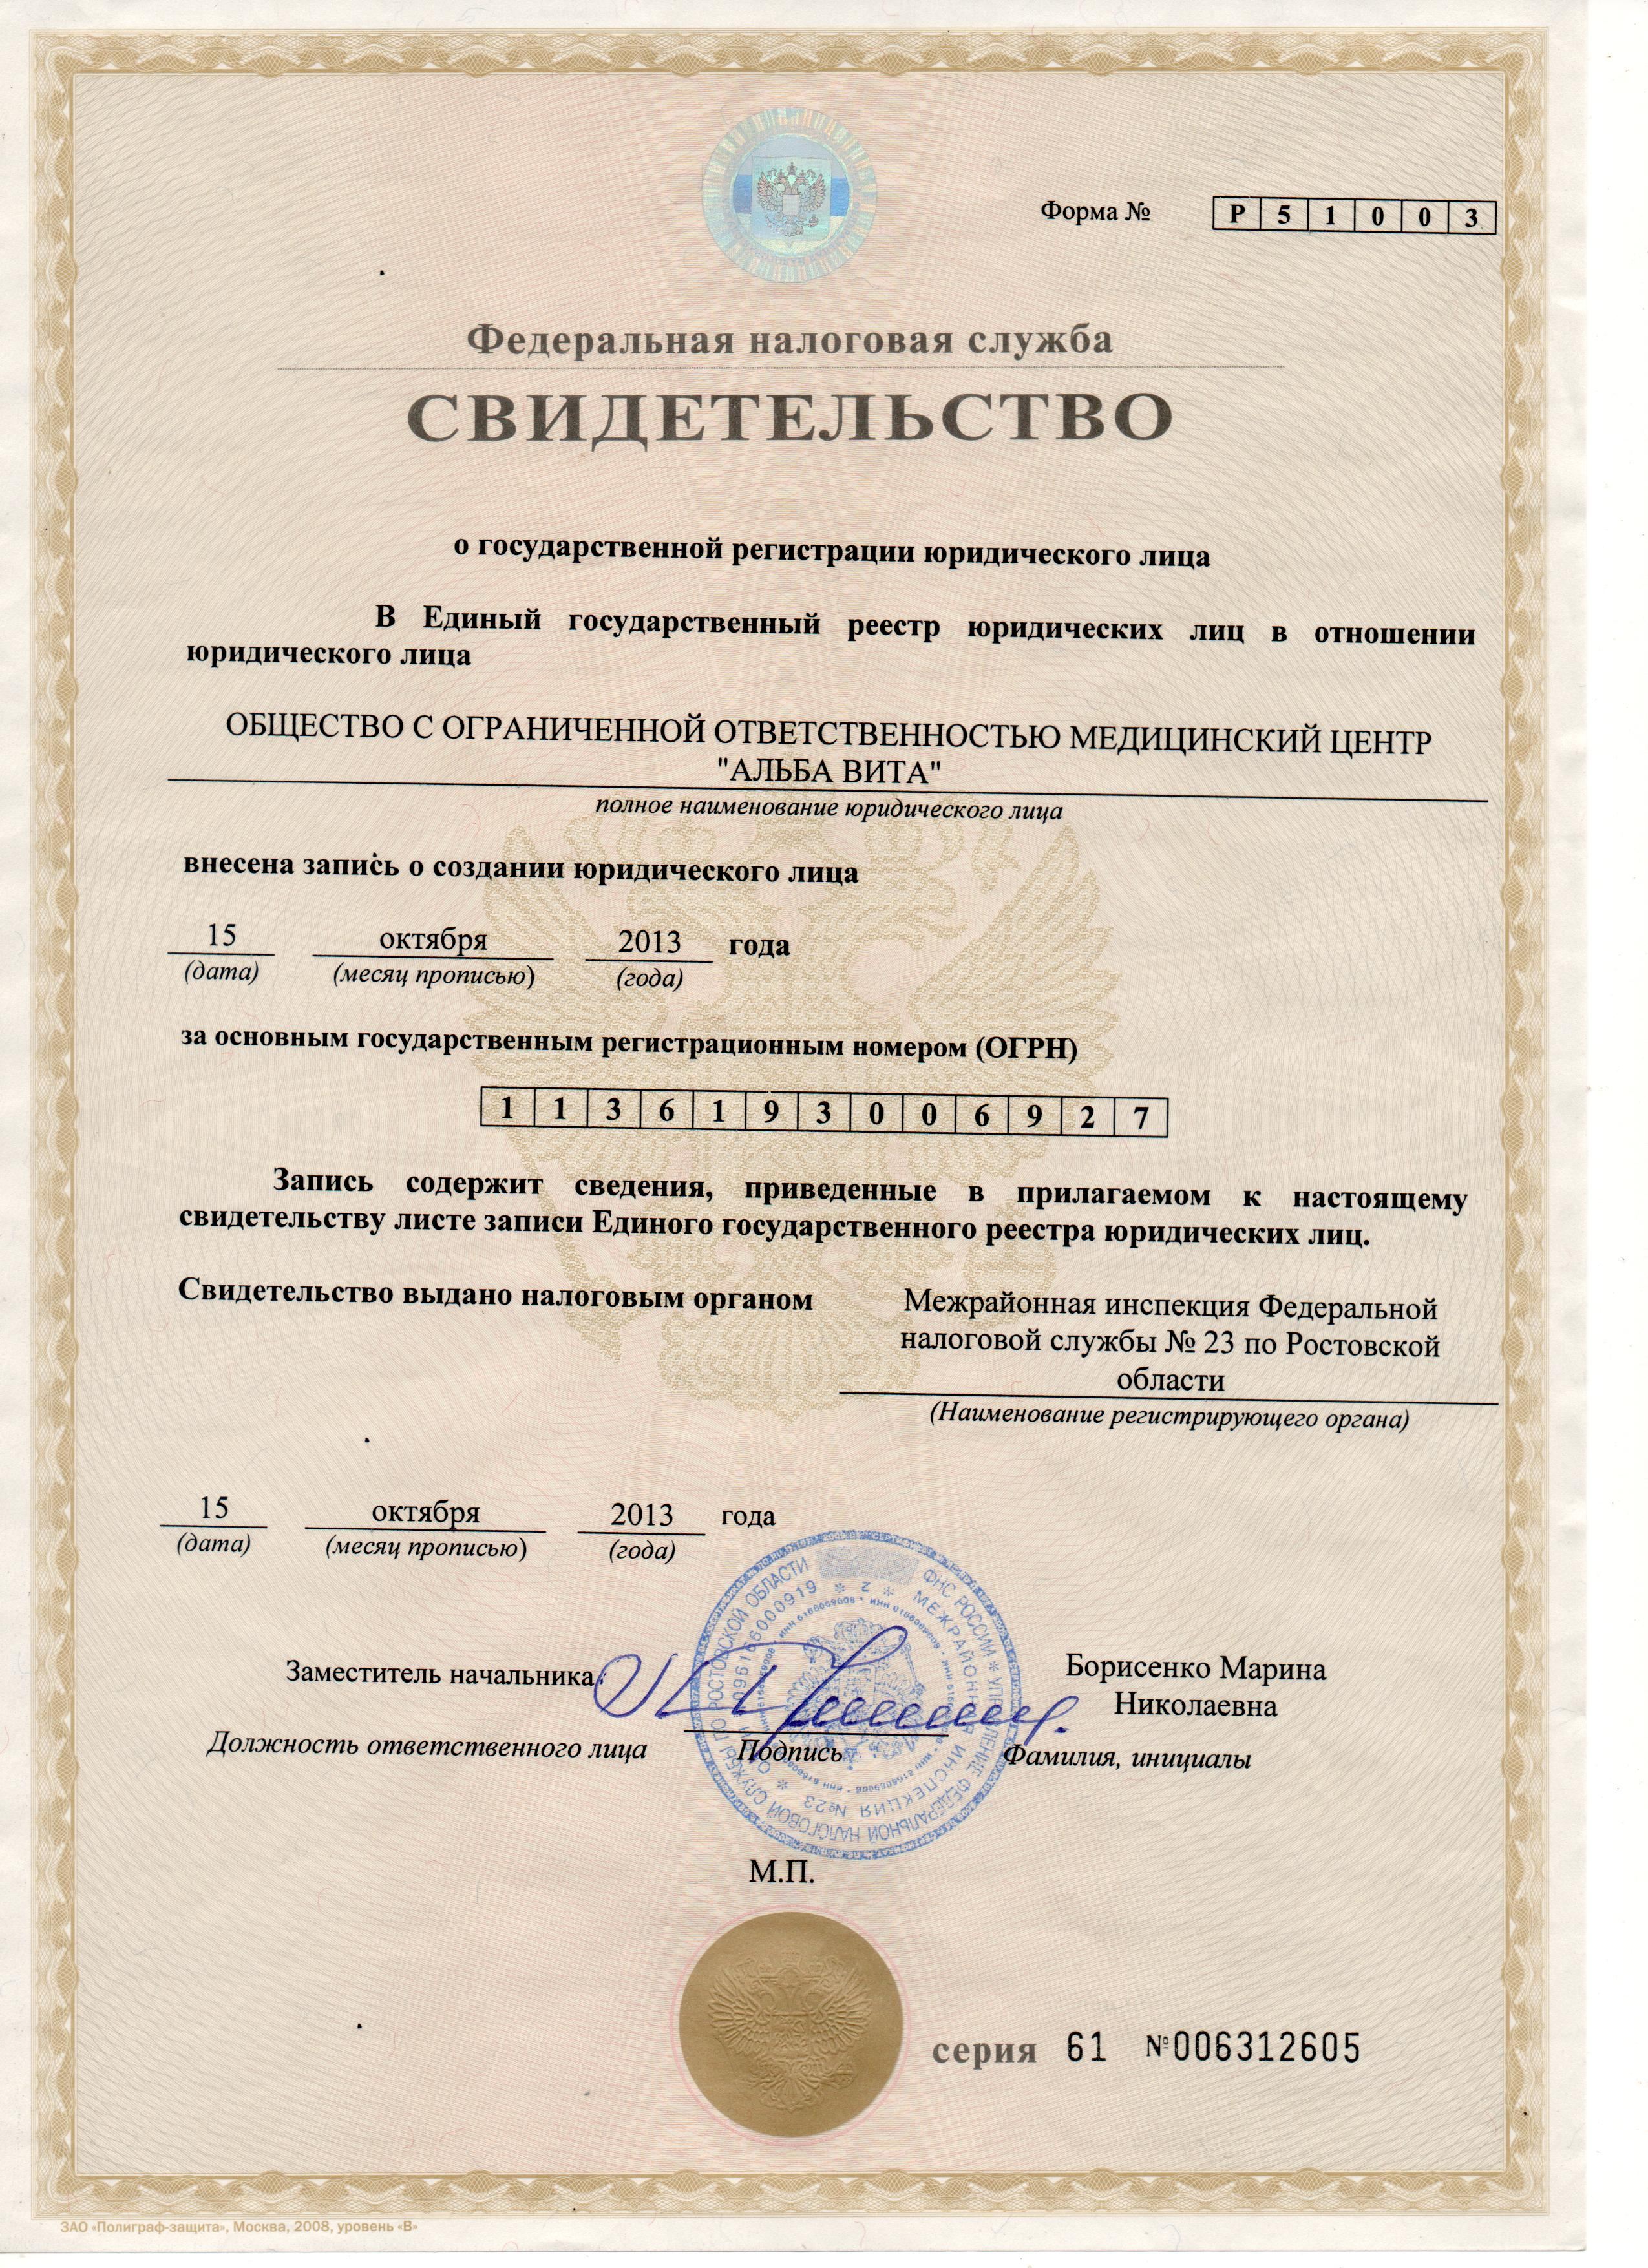 Форма № Р 5 1 0 0 3
Федеральная налоговая служба
СВИДЕТЕЛЬСТВО
о государственной регистрации юридического лица
В Единый государственный реестр юридических лиц в отношении
юридического лица
ОБЩЕСТВО С ОГРАНИЧЕННОЙ ОТВЕТСТВЕННОСТЬЮ МЕДИЦИНСКИЙ ЦЕНТР
"АЛЬБА ВИТА"
полное наименование юридического лица
внесена запись о создании юридического лица
15 октября 2013 года
(дата) (месяц прописью) (года)
за основным государственным регистрационным номером (ОГРН)
1 1 3 6 1 9 3 0 0 6 9 2 7
Запись содержит сведения, приведенные в прилагаемом к настоящему
свидетельству листе записи Единого государственного реестра юридических лиц.
Свидетельство выдано налоговым органом
Межрайонная инспекция Федеральной
налоговой службы № 23 по Ростовской
области
(Наименование регистрирующего органа)
15 октября 2013 года
(дата) (месяц прописью) (года)
ФНС РОССИИ * УПРАВЛЕНИЕ ФЕДЕРАЛЬНОЙ НАЛОГОВОЙ СЛУЖБЫ ПО РОСТОВСКОЙ ОБЛАСТИ
* 2 * МЕЖРАЙОННАЯ ИНСПЕКЦИЯ №23 *
Заместитель начальника
Борисенко Марина
Николаевна
Должность ответственного лица Подпись Фамилия, инициалы
М.П.
серия 61 №006312605
ЗАО «Полиграф-защита», Москва, 2008, уровень «В»